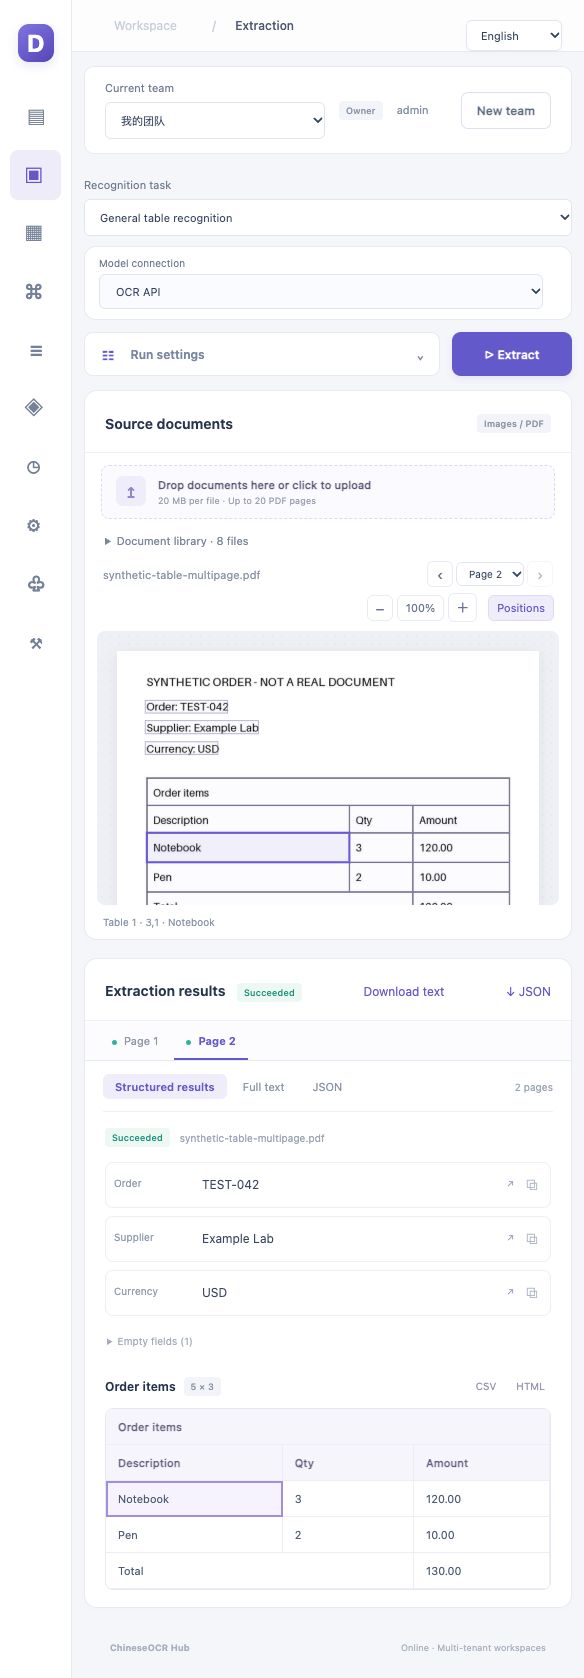 D
Workspace / Extraction
English
Current team
我的团队
Owner
admin
New team
Recognition task
General table recognition
Model connection
OCR API
Run settings
Extract
Source documents
Images / PDF
Drop documents here or click to upload
20 MB per file · Up to 20 PDF pages
Document library · 8 files
synthetic-table-multipage.pdf
‹ Page 2 ›
− 100% + Positions
SYNTHETIC ORDER - NOT A REAL DOCUMENT
Order: TEST-042
Supplier: Example Lab
Currency: USD
Order items
Description Qty Amount
Notebook 3 120.00
Pen 2 10.00
Table 1 · 3,1 · Notebook
Extraction results
Succeeded
Download text
↓ JSON
Page 1 Page 2
Structured results Full text JSON 2 pages
Succeeded synthetic-table-multipage.pdf
Order TEST-042
Supplier Example Lab
Currency USD
Empty fields (1)
Order items 5 × 3 CSV HTML
Order items
Description Qty Amount
Notebook 3 120.00
Pen 2 10.00
Total 130.00
ChineseOCR Hub Online · Multi-tenant workspaces